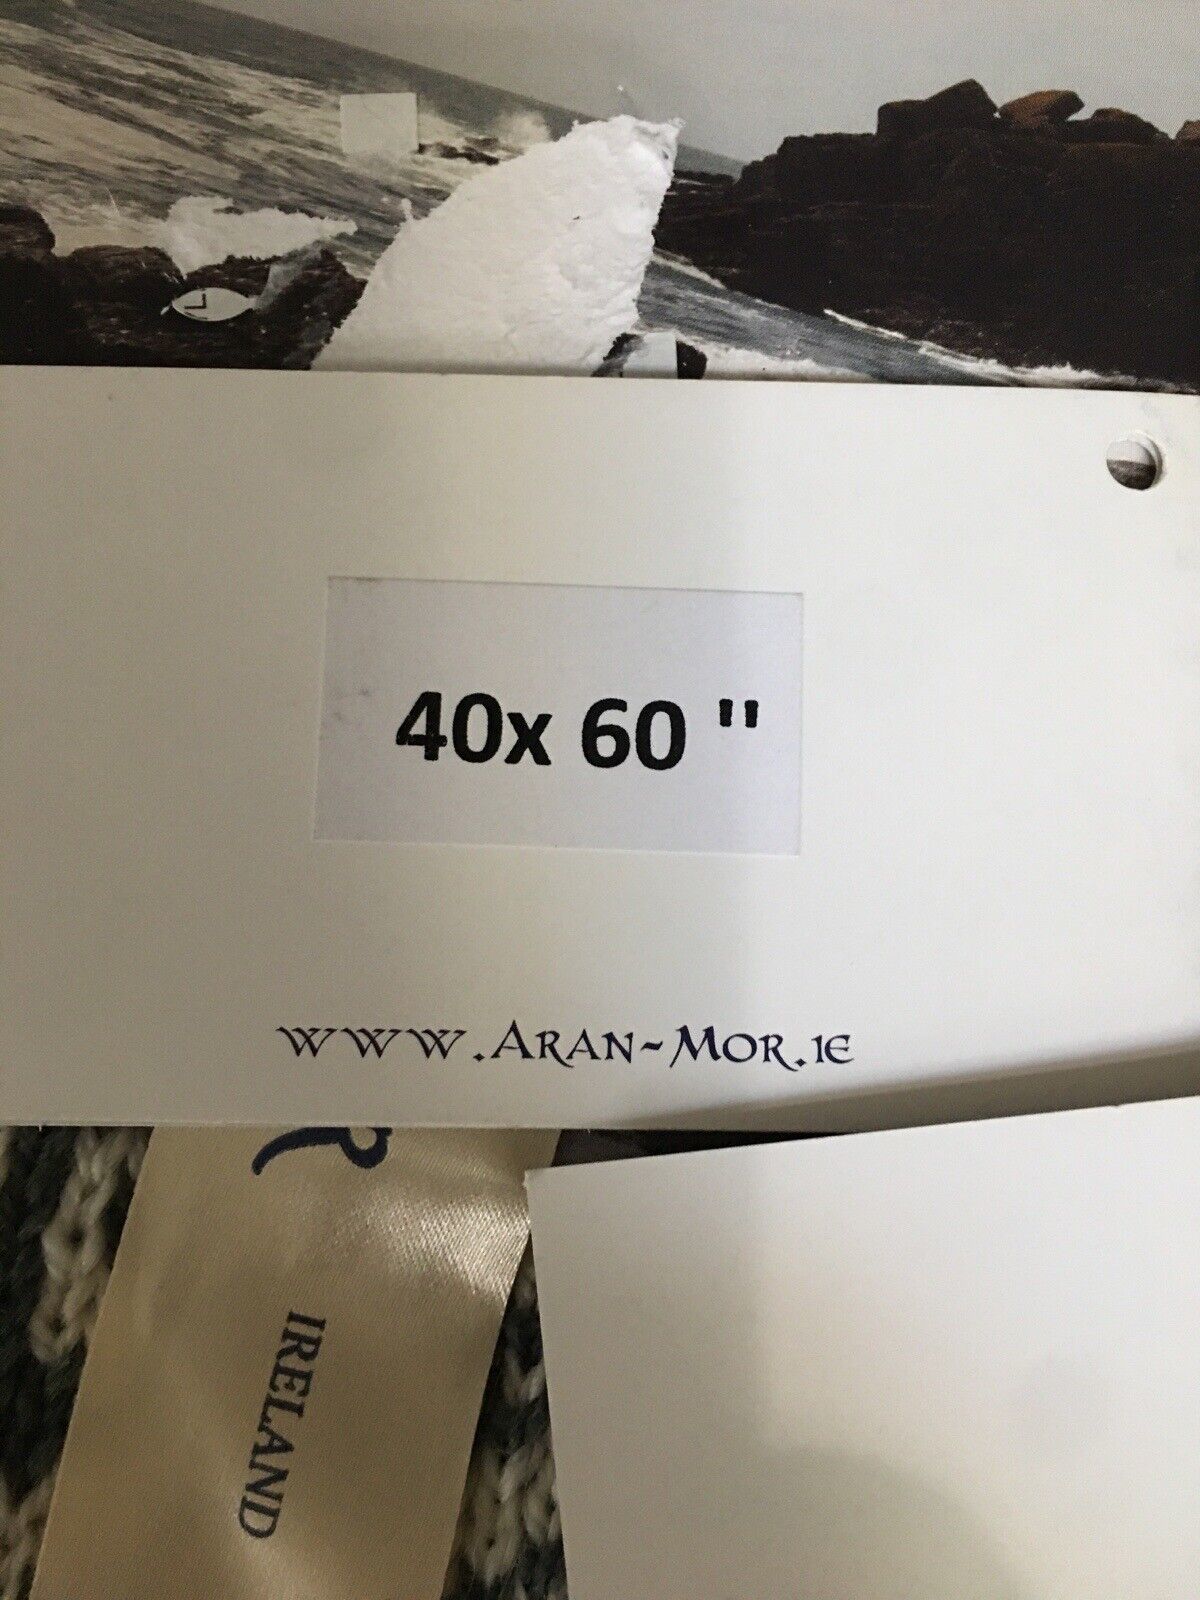 L
40x 60 "
www.Aran-Mor.ie
R
IRELAND